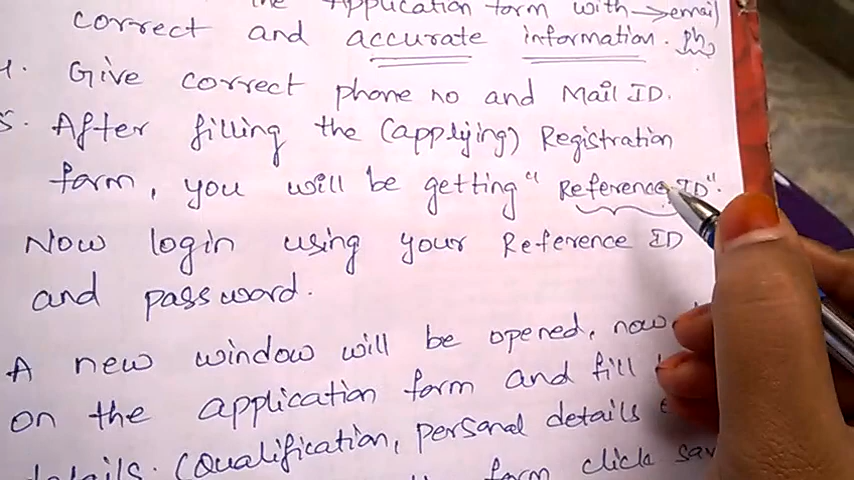 the Application form with → email
correct and accurate information. Ph
4. Give correct phone no and Mail ID.
5. After filling the (applying) Registration
form, you will be getting "Reference ID".
Now login using your Reference ID
and password.
A new window will be opened, now
on the application form and fill
details. (Qualification, personal details
form click sav